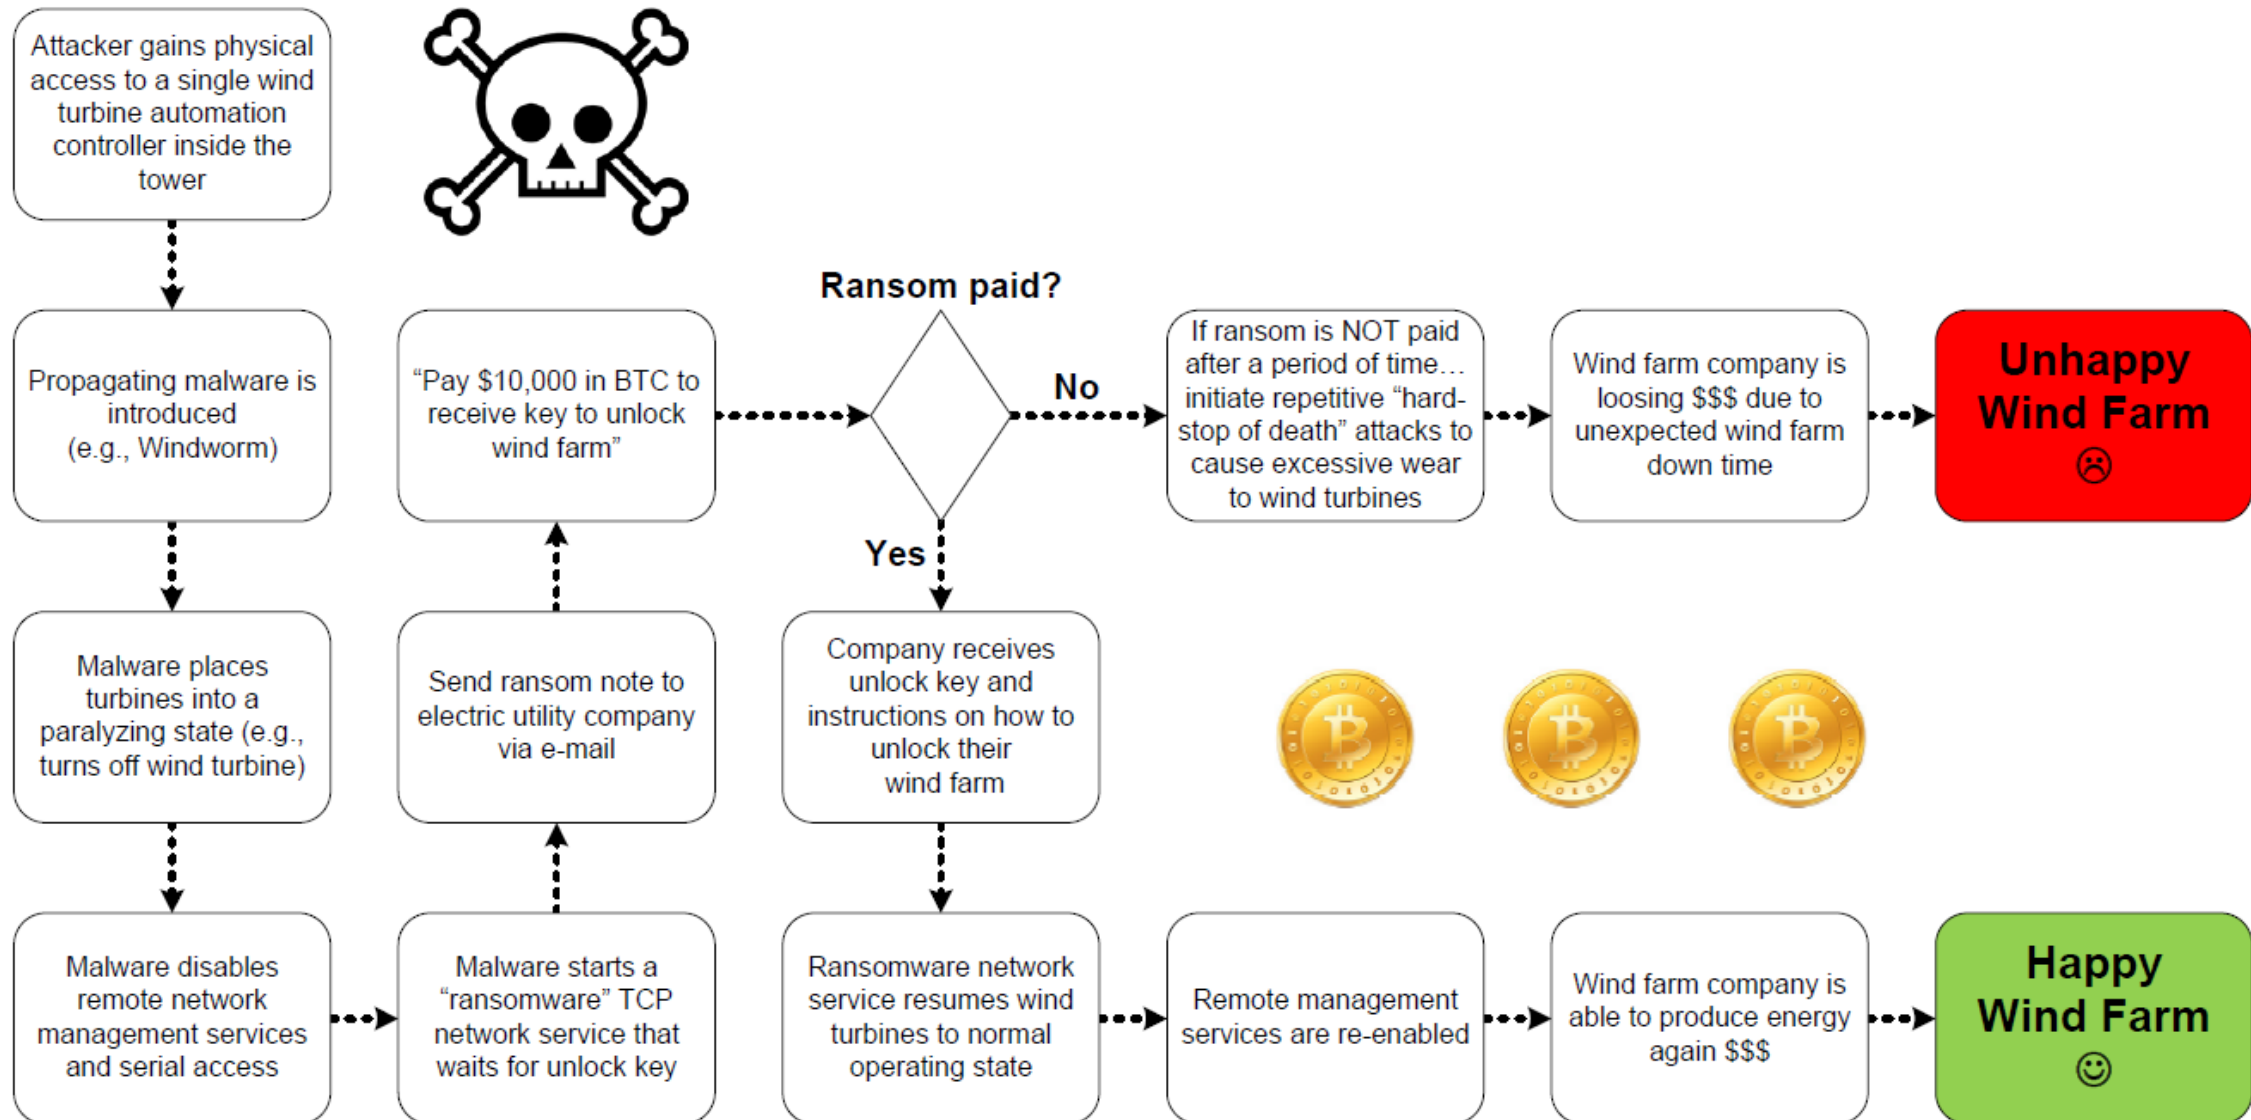 Attacker gains physical
access to a single wind
turbine automation
controller inside the
tower
Propagating malware is
introduced
(e.g., Windworm)
Malware places
turbines into a
paralyzing state (e.g.,
turns off wind turbine)
Malware disables
remote network
management services
and serial access
Malware starts a
“ransomware” TCP
network service that
waits for unlock key
Send ransom note to
electric utility company
via e-mail
“Pay $10,000 in BTC to
receive key to unlock
wind farm”
Ransom paid?
No
If ransom is NOT paid
after a period of time...
initiate repetitive “hard-
stop of death” attacks to
cause excessive wear
to wind turbines
Wind farm company is
loosing $$$ due to
unexpected wind farm
down time
Unhappy
Wind Farm
☹
Yes
Company receives
unlock key and
instructions on how to
unlock their
wind farm
Ransomware network
service resumes wind
turbines to normal
operating state
Remote management
services are re-enabled
Wind farm company is
able to produce energy
again $$$
Happy
Wind Farm
☺